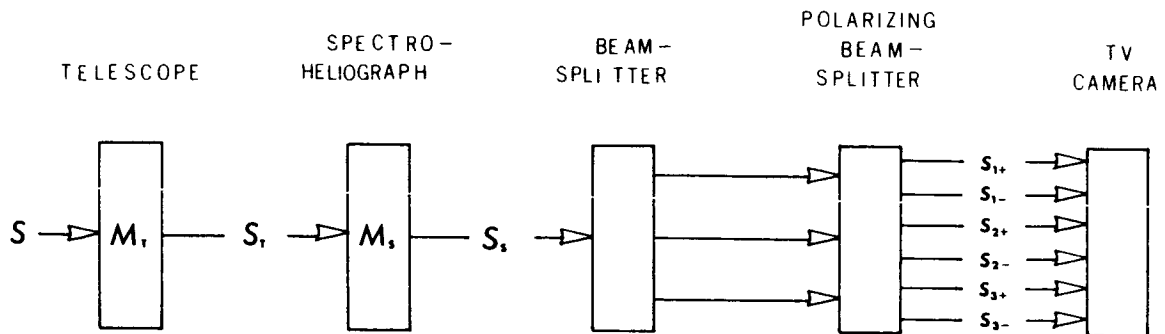 TELESCOPE
SPECTRO-
HELIOGRAPH
BEAM-
SPLITTER
POLARIZING
BEAM-
SPLITTER
TV
CAMERA
S
M_T
S_T
M_S
S_S
S_1+
S_1-
S_2+
S_2-
S_3+
S_3-